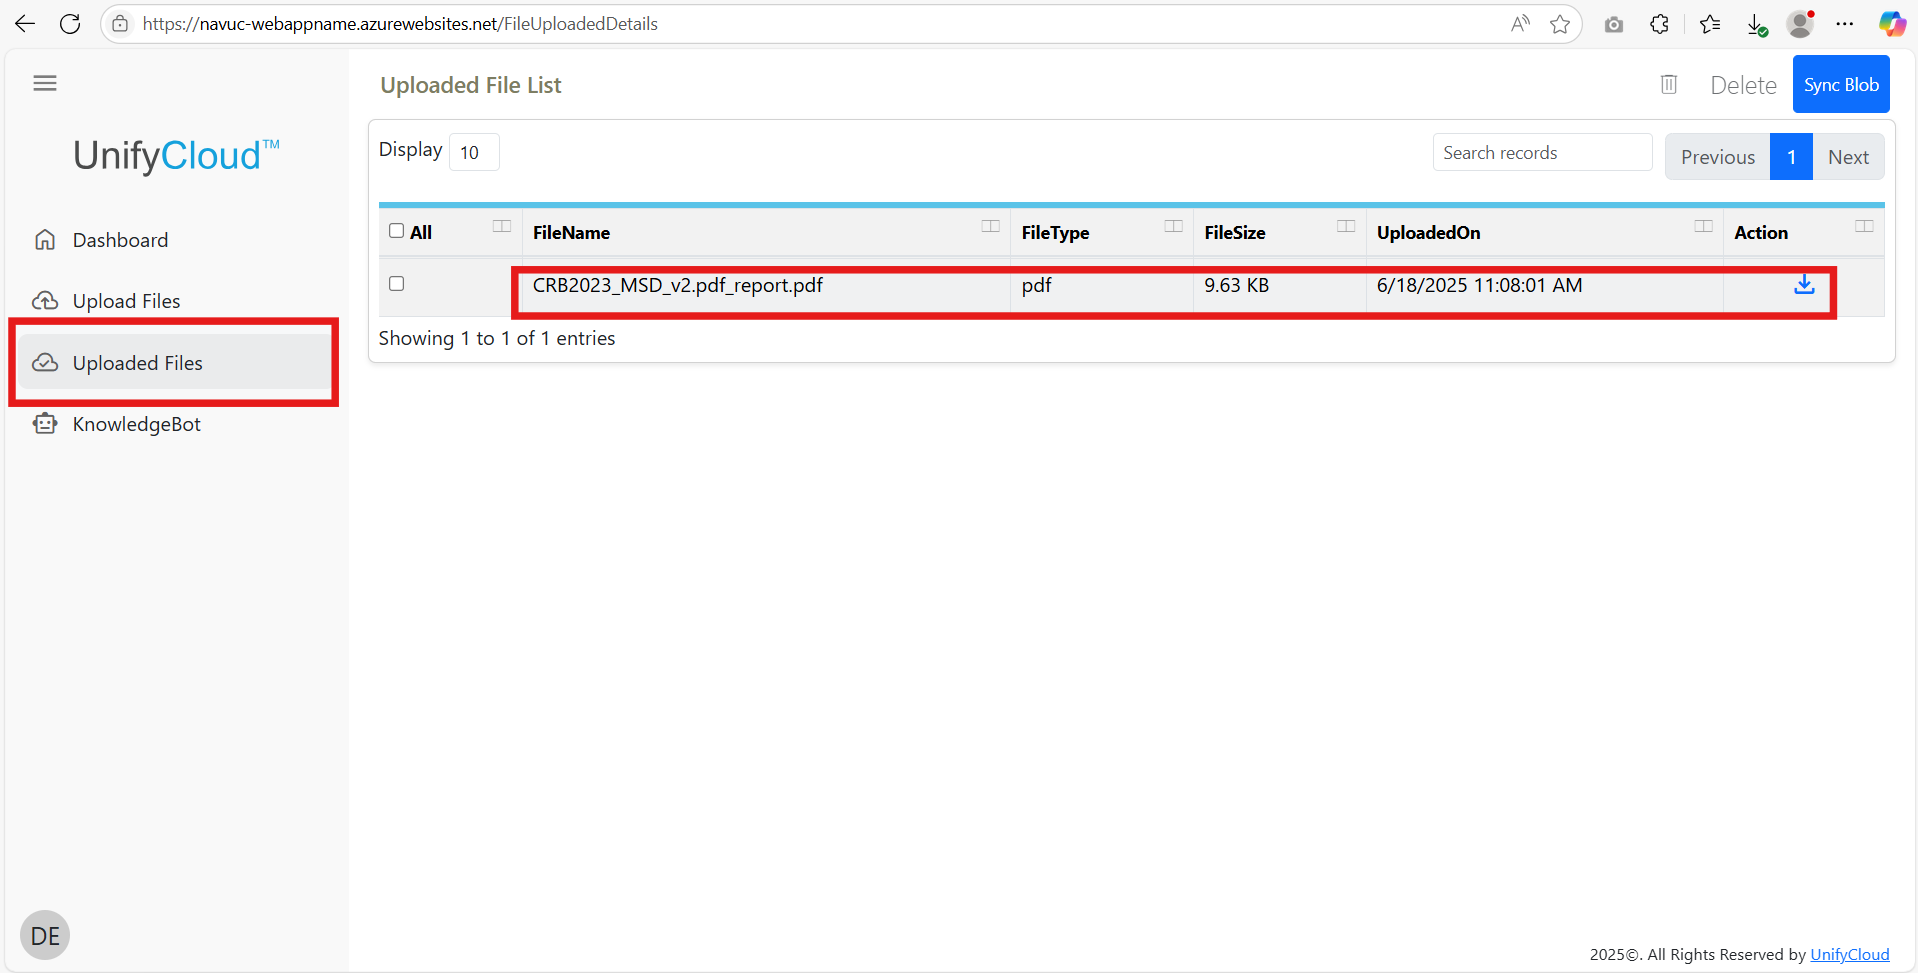 https://navuc-webappname.azurewebsites.net/FileUploadedDetails
Uploaded File List
Delete
Sync Blob
UnifyCloud™
Display 10
Search records
Previous 1 Next
All FileName FileType FileSize UploadedOn Action
CRB2023_MSD_v2.pdf_report.pdf pdf 9.63 KB 6/18/2025 11:08:01 AM
Showing 1 to 1 of 1 entries
Dashboard
Upload Files
Uploaded Files
KnowledgeBot
DE
2025©. All Rights Reserved by UnifyCloud